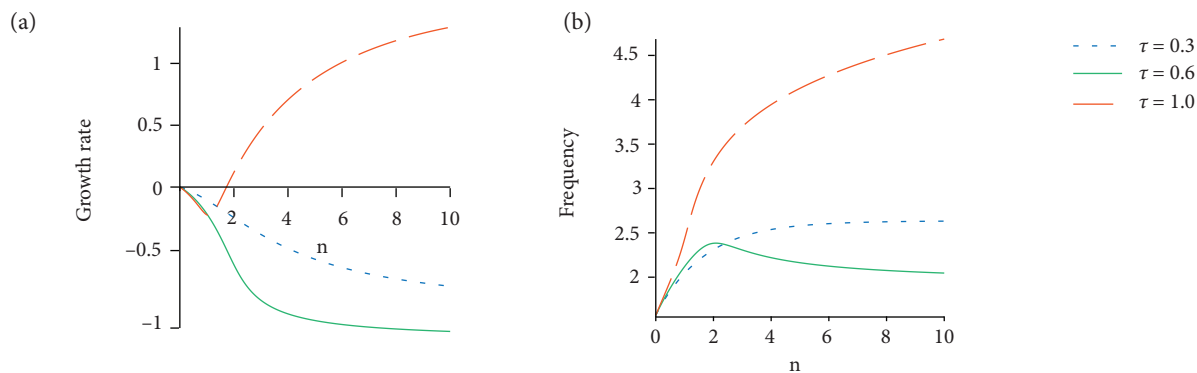 (a)
Growth rate
1
0.5
0
−0.5
−1
2 4 6 8 10
n
(b)
Frequency
4.5
4
3.5
3
2.5
2
0 2 4 6 8 10
n
τ = 0.3
τ = 0.6
τ = 1.0